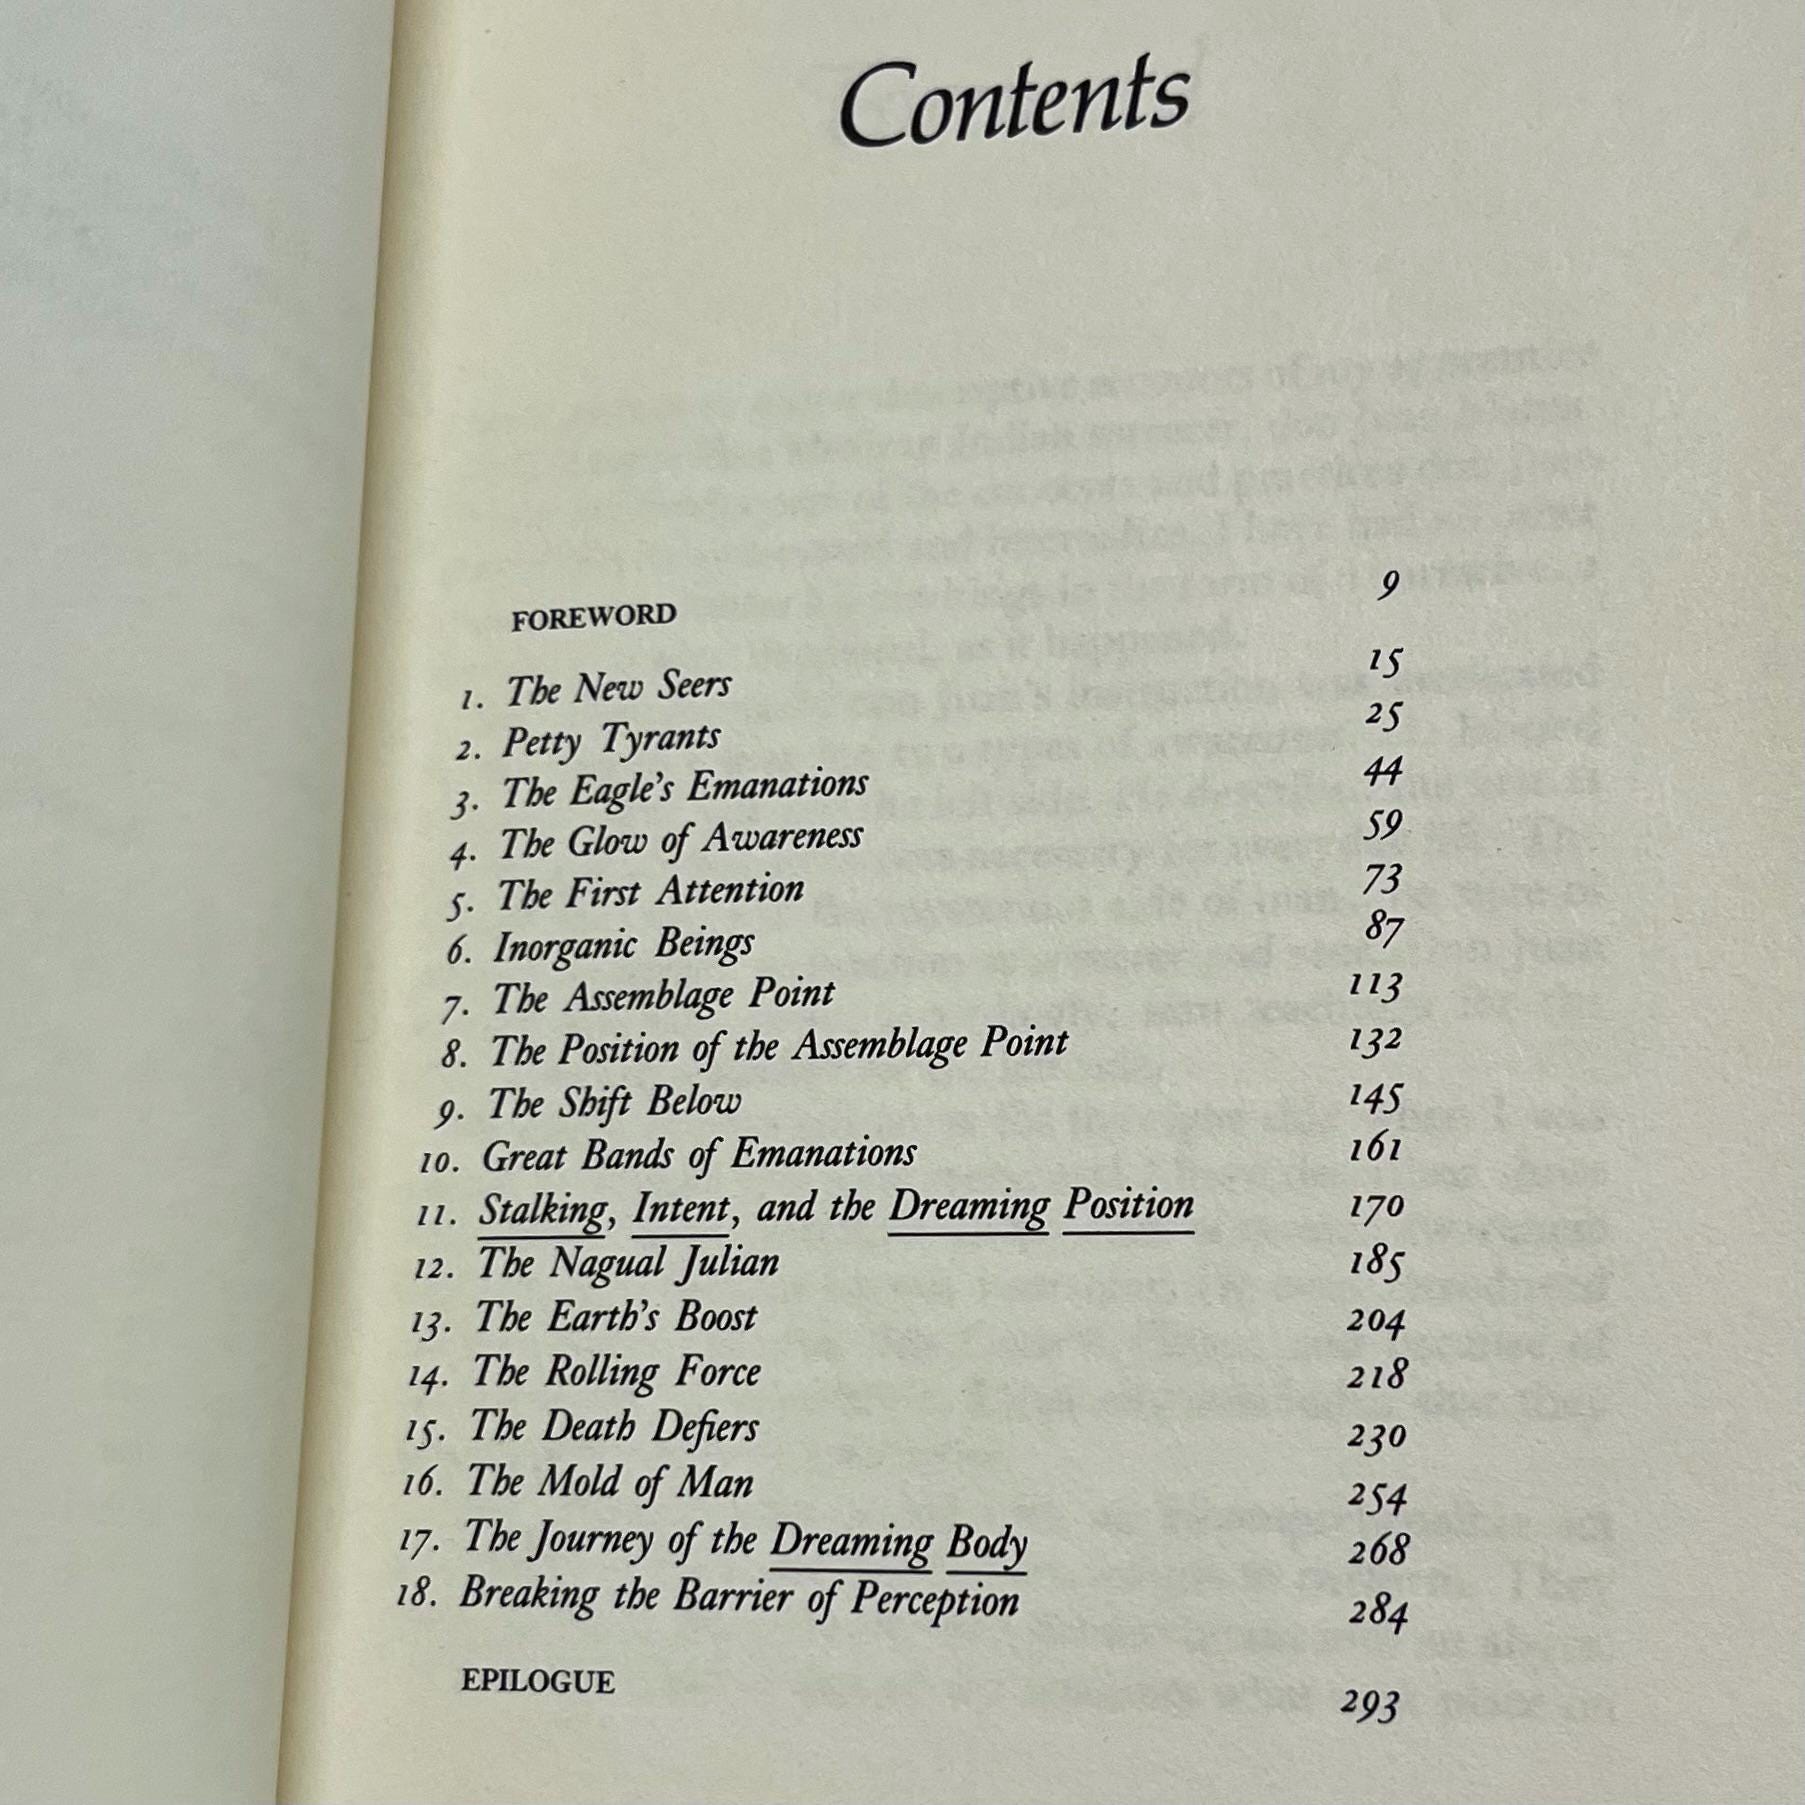 Contents
FOREWORD 9
1. The New Seers 15
2. Petty Tyrants 25
3. The Eagle's Emanations 44
4. The Glow of Awareness 59
5. The First Attention 73
6. Inorganic Beings 87
7. The Assemblage Point 113
8. The Position of the Assemblage Point 132
9. The Shift Below 145
10. Great Bands of Emanations 161
11. Stalking, Intent, and the Dreaming Position 170
12. The Nagual Julian 185
13. The Earth's Boost 204
14. The Rolling Force 218
15. The Death Defiers 230
16. The Mold of Man 254
17. The Journey of the Dreaming Body 268
18. Breaking the Barrier of Perception 284
EPILOGUE 293